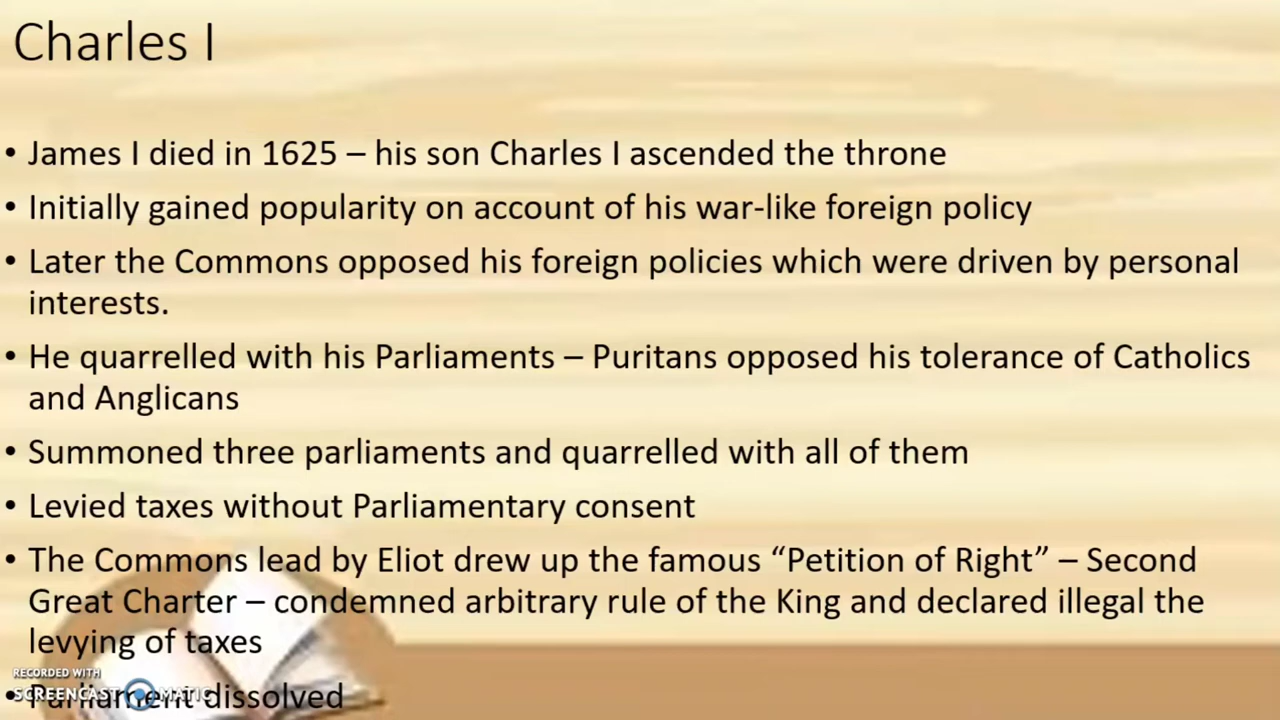 Charles I
• James I died in 1625 – his son Charles I ascended the throne
• Initially gained popularity on account of his war-like foreign policy
• Later the Commons opposed his foreign policies which were driven by personal
interests.
• He quarrelled with his Parliaments – Puritans opposed his tolerance of Catholics
and Anglicans
• Summoned three parliaments and quarrelled with all of them
• Levied taxes without Parliamentary consent
• The Commons lead by Eliot drew up the famous “Petition of Right” – Second
Great Charter – condemned arbitrary rule of the King and declared illegal the
levying of taxes
• Parliament dissolved
RECORDED WITH
SCREENCAST MATIC